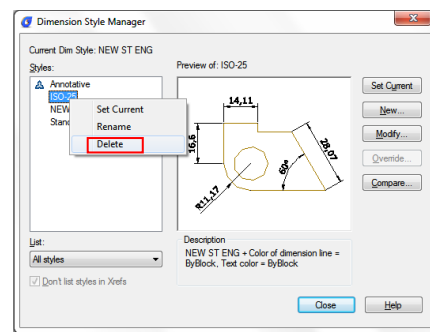 Dimension Style Manager
Current Dim Style: NEW ST ENG
Styles:
Preview of: ISO-25
Annotative
ISO-25
NEW
Stand
Set Current
Rename
Delete
14,11
16,6
28,07
60°
R11,17
Set Current
New...
Modify...
Override...
Compare...
List:
All styles
Don't list styles in Xrefs
Description
NEW ST ENG + Color of dimension line =
ByBlock, Text color = ByBlock
Close
Help